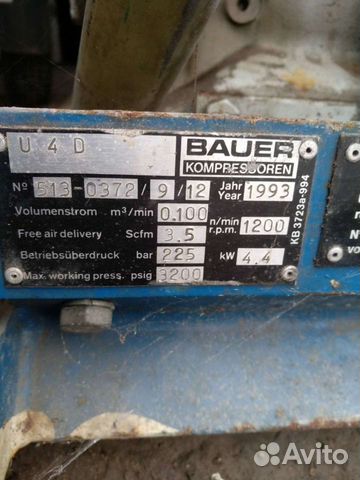 U 4 D
BAUER
KOMPRESSOREN
Nº 513-0372/9/12 Jahr Year 1993
Volumenstrom m³/min 0.100 n/min r.p.m. 1200
Free air delivery Scfm 3.5
Betriebsüberdruck bar 225 kW 4.4
Max. working press. psig 3200
KB 3723a-994
Avito